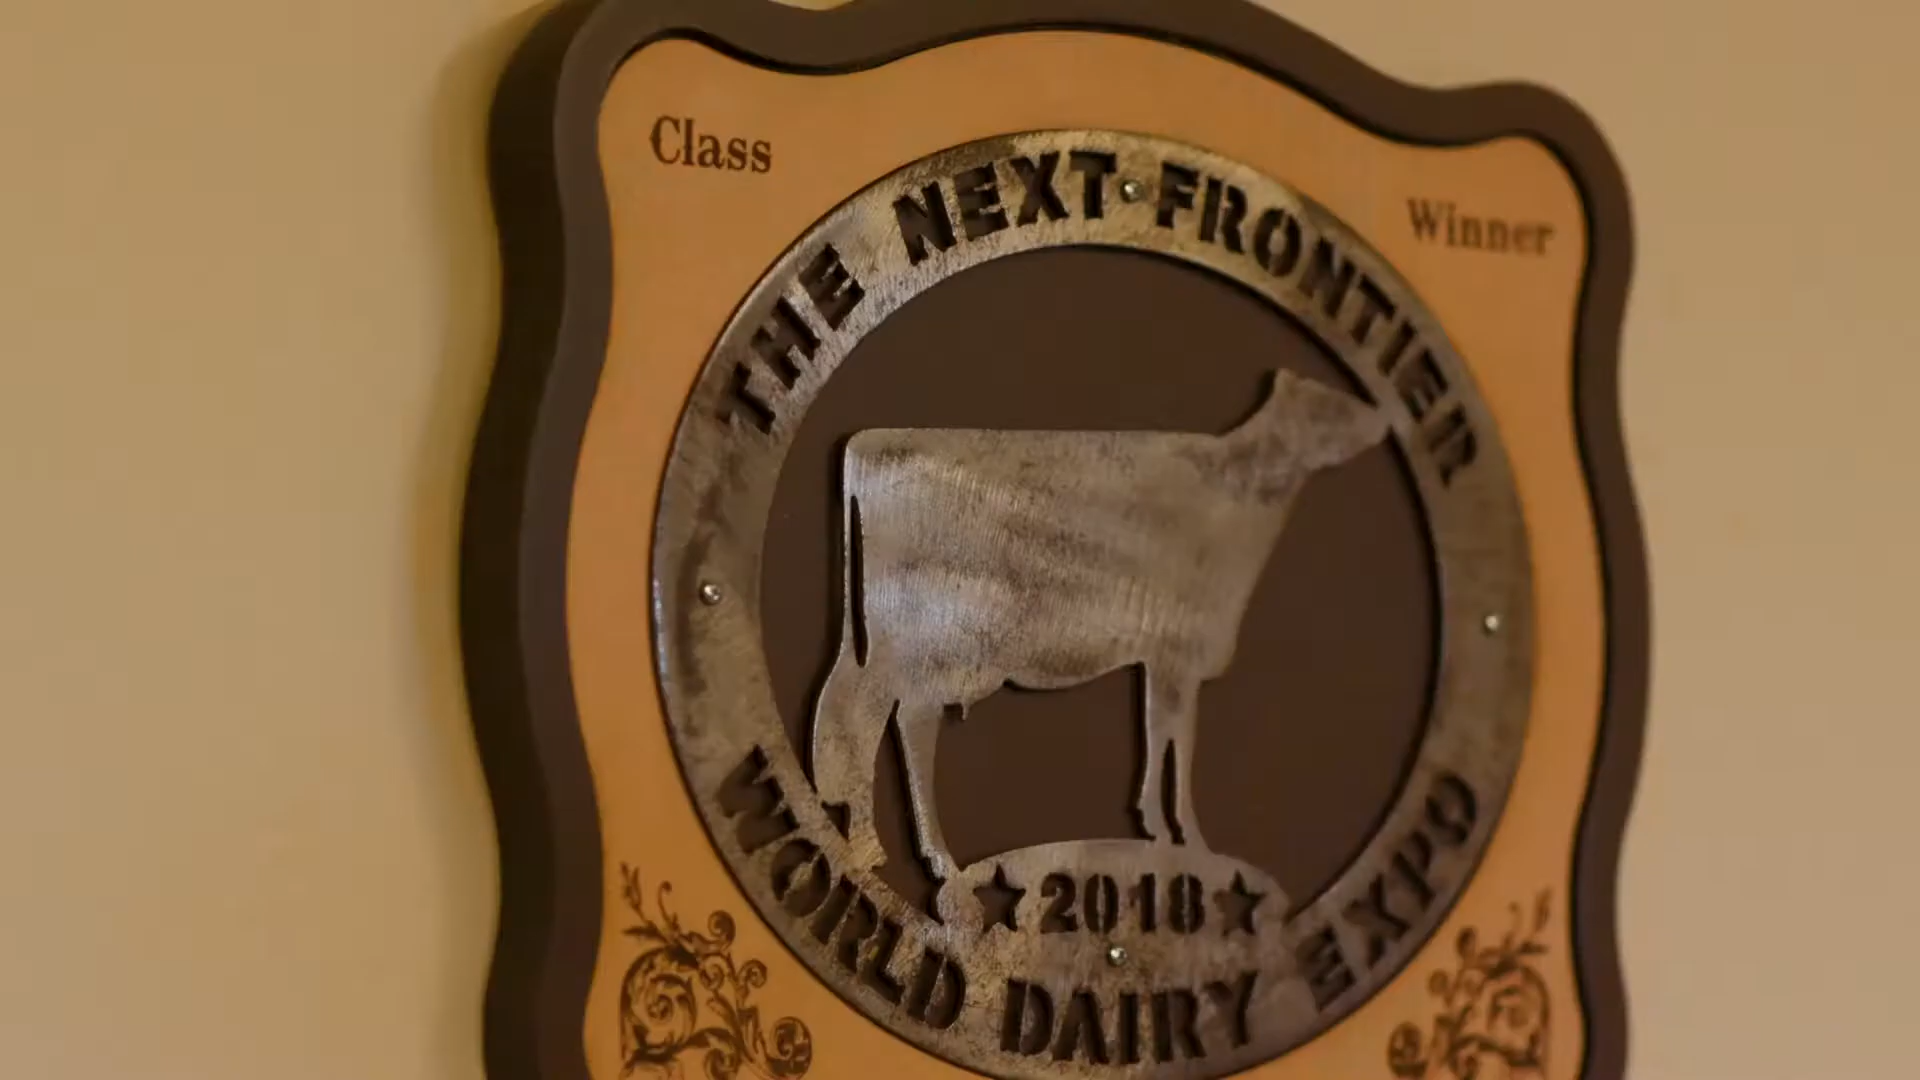 Class
Winner
THE NEXT FRONTIER
2018
WORLD DAIRY EXPO